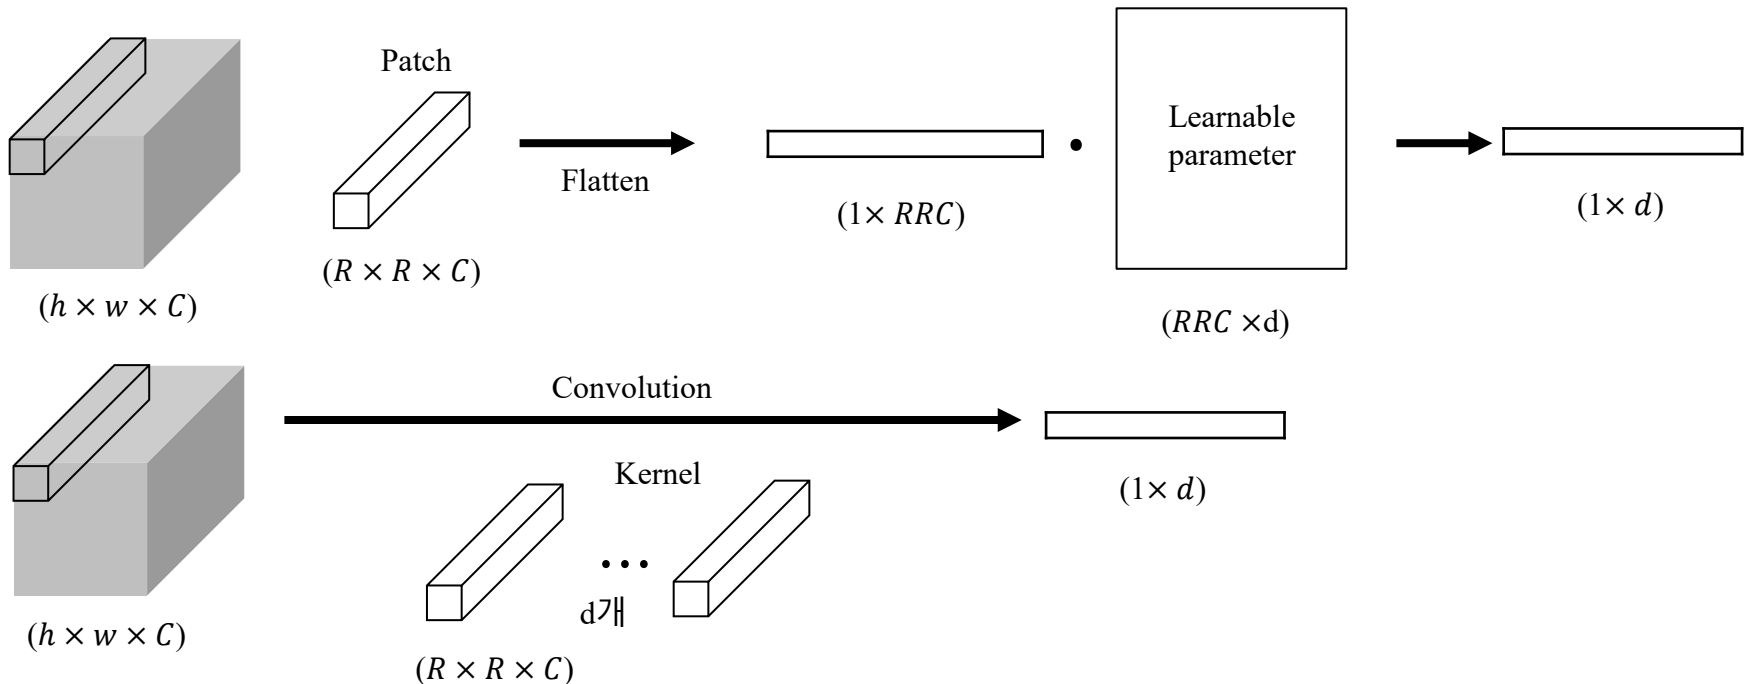 Patch
Flatten
Learnable
parameter
(h × w × C)
(R × R × C)
(1× RRC)
(RRC ×d)
(1× d)
Convolution
Kernel
d개
(h × w × C)
(R × R × C)
(1× d)